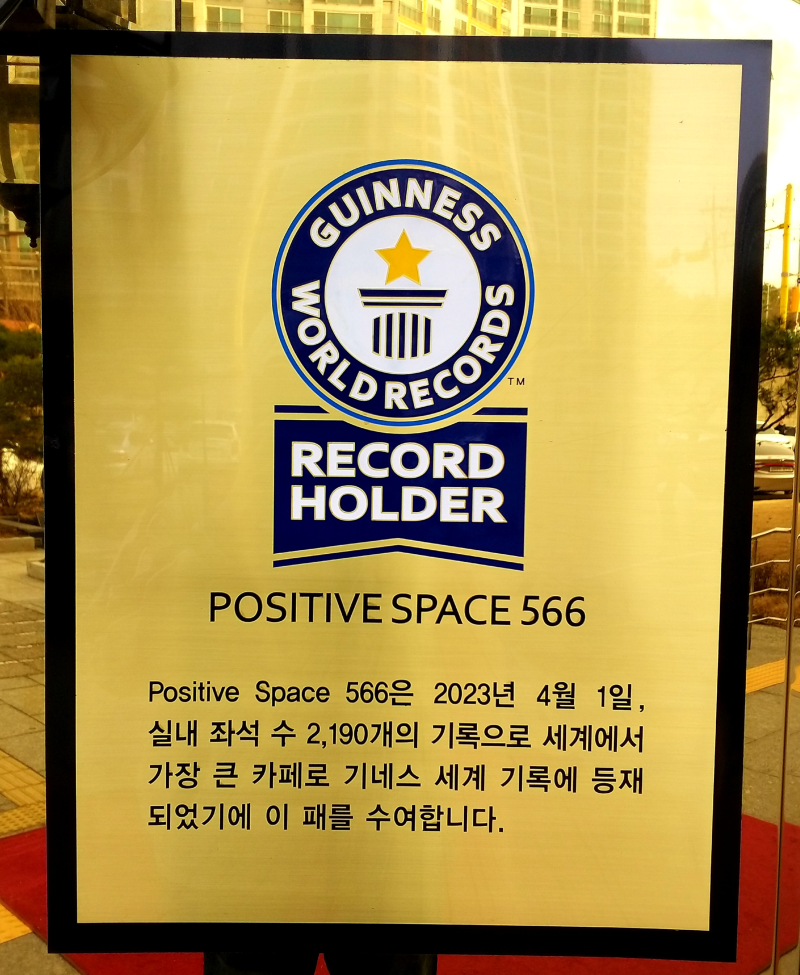 GUINNESS
WORLD RECORDS
TM
RECORD
HOLDER
POSITIVE SPACE 566
Positive Space 566은 2023년 4월 1일,
실내 좌석 수 2,190개의 기록으로 세계에서
가장 큰 카페로 기네스 세계 기록에 등재
되었기에 이 패를 수여합니다.